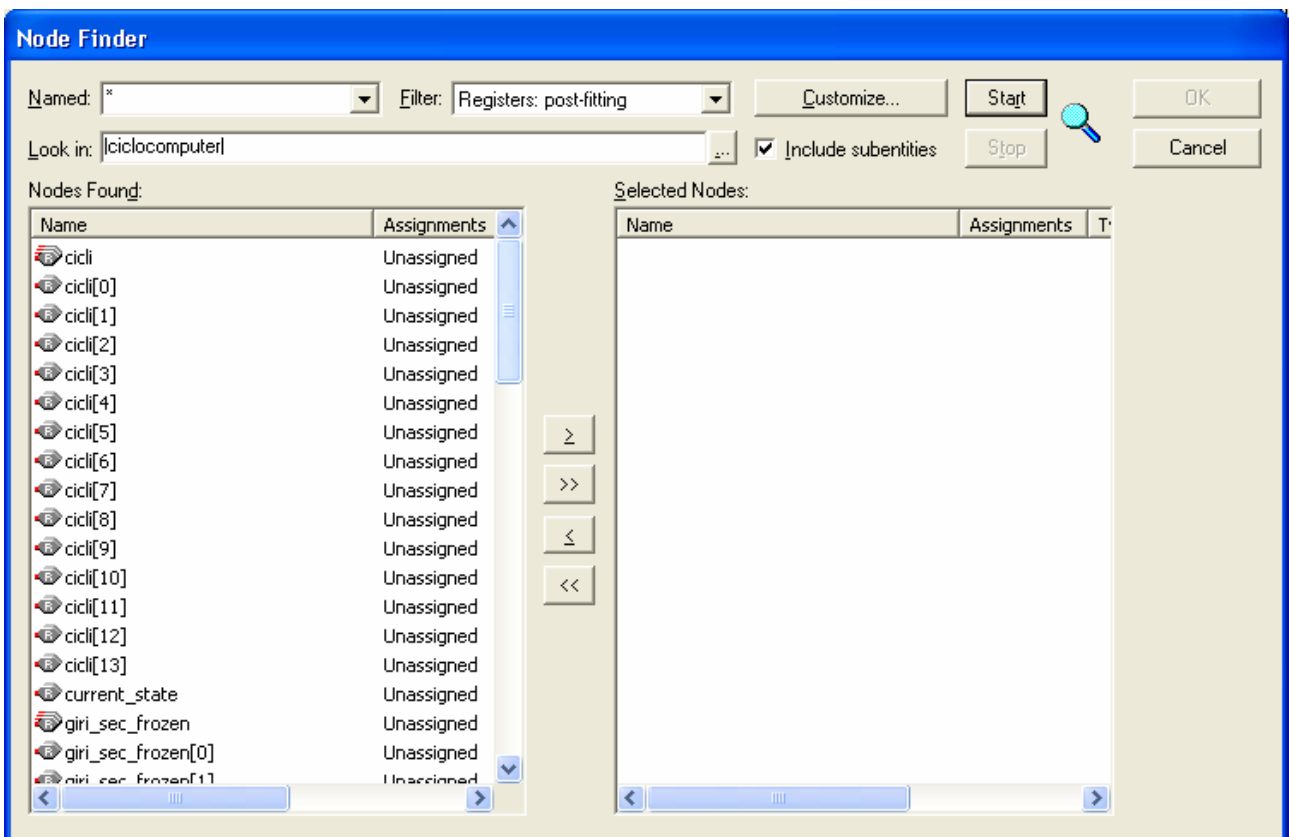 Node Finder
Named: * Filter: Registers: post-fitting Customize... Start OK
Look in: |ciclocomputer| ... Include subentities Stop Cancel
Nodes Found: Selected Nodes:
Name Assignments Name Assignments
cicli Unassigned
cicli[0] Unassigned
cicli[1] Unassigned
cicli[2] Unassigned
cicli[3] Unassigned
cicli[4] Unassigned
cicli[5] Unassigned
cicli[6] Unassigned
cicli[7] Unassigned
cicli[8] Unassigned
cicli[9] Unassigned
cicli[10] Unassigned
cicli[11] Unassigned
cicli[12] Unassigned
cicli[13] Unassigned
current_state Unassigned
giri_sec_frozen Unassigned
giri_sec_frozen[0] Unassigned
giri_sec_frozen[1] Unassigned
>
>>
<
<<